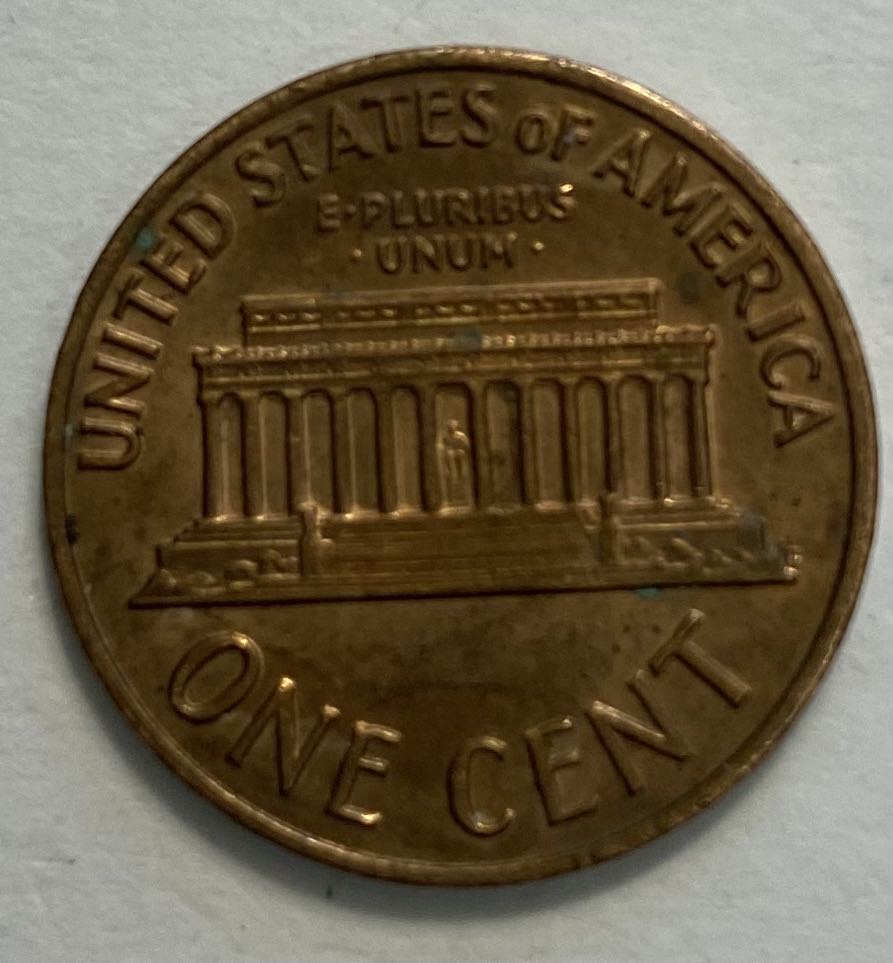 UNITED STATES OF AMERICA
E·PLURIBUS
·UNUM·
ONE CENT